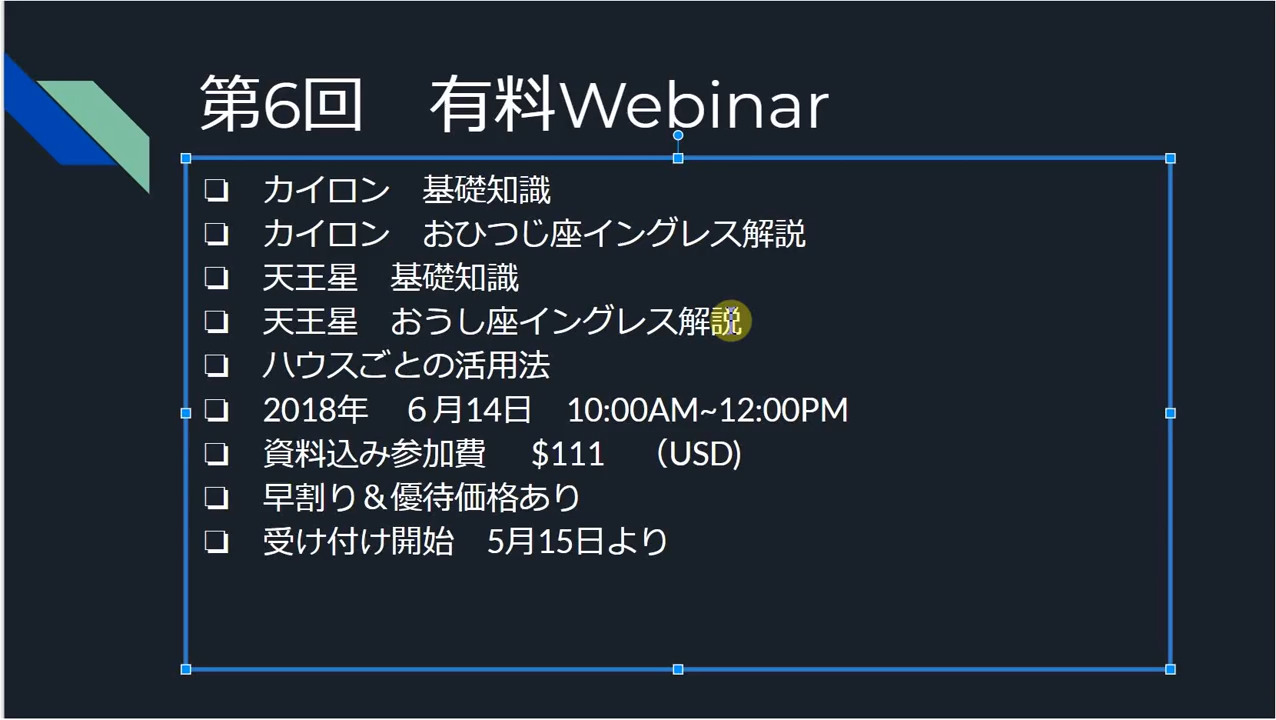 第6回　有料Webinar
❏ カイロン　基礎知識
❏ カイロン　おひつじ座イングレス解説
❏ 天王星　基礎知識
❏ 天王星　おうし座イングレス解説
❏ ハウスごとの活用法
❏ 2018年　６月14日　10:00AM~12:00PM
❏ 資料込み参加費　 $111　（USD)
❏ 早割り＆優待価格あり
❏ 受け付け開始　5月15日より